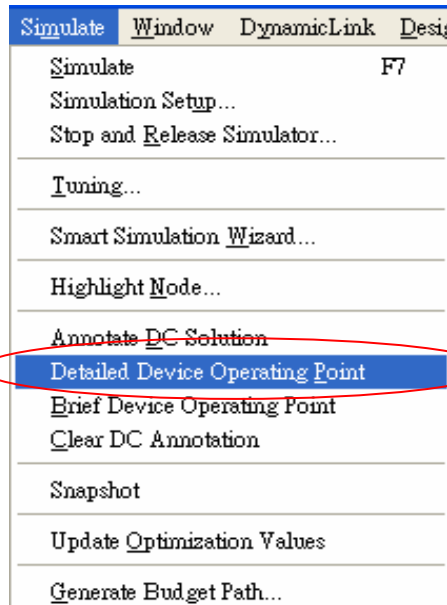 Simulate Window DynamicLink Desig
Simulate F7
Simulation Setup...
Stop and Release Simulator...
Tuning...
Smart Simulation Wizard...
Highlight Node...
Annotate DC Solution
Detailed Device Operating Point
Brief Device Operating Point
Clear DC Annotation
Snapshot
Update Optimization Values
Generate Budget Path...